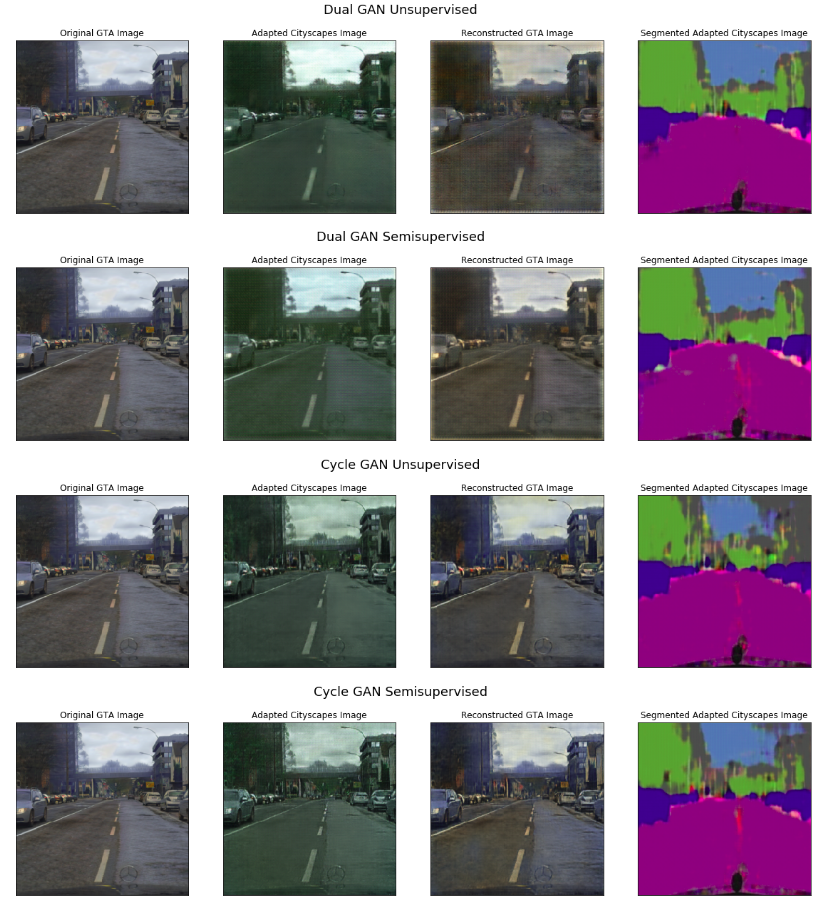 Dual GAN Unsupervised
Original GTA Image Adapted Cityscapes Image Reconstructed GTA Image Segmented Adapted Cityscapes Image
Dual GAN Semisupervised
Original GTA Image Adapted Cityscapes Image Reconstructed GTA Image Segmented Adapted Cityscapes Image
Cycle GAN Unsupervised
Original GTA Image Adapted Cityscapes Image Reconstructed GTA Image Segmented Adapted Cityscapes Image
Cycle GAN Semisupervised
Original GTA Image Adapted Cityscapes Image Reconstructed GTA Image Segmented Adapted Cityscapes Image